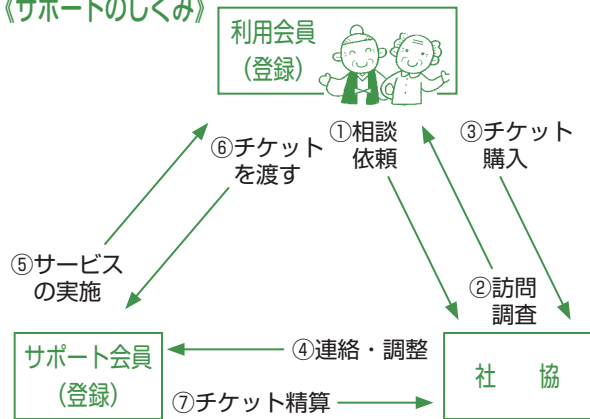 《サポートのしくみ》
利用会員
（登録）
①相談
依頼
③チケット
購入
⑥チケット
を渡す
⑤サービス
の実施
②訪問
調査
サポート会員
（登録）
④連絡・調整
社　協
⑦チケット精算